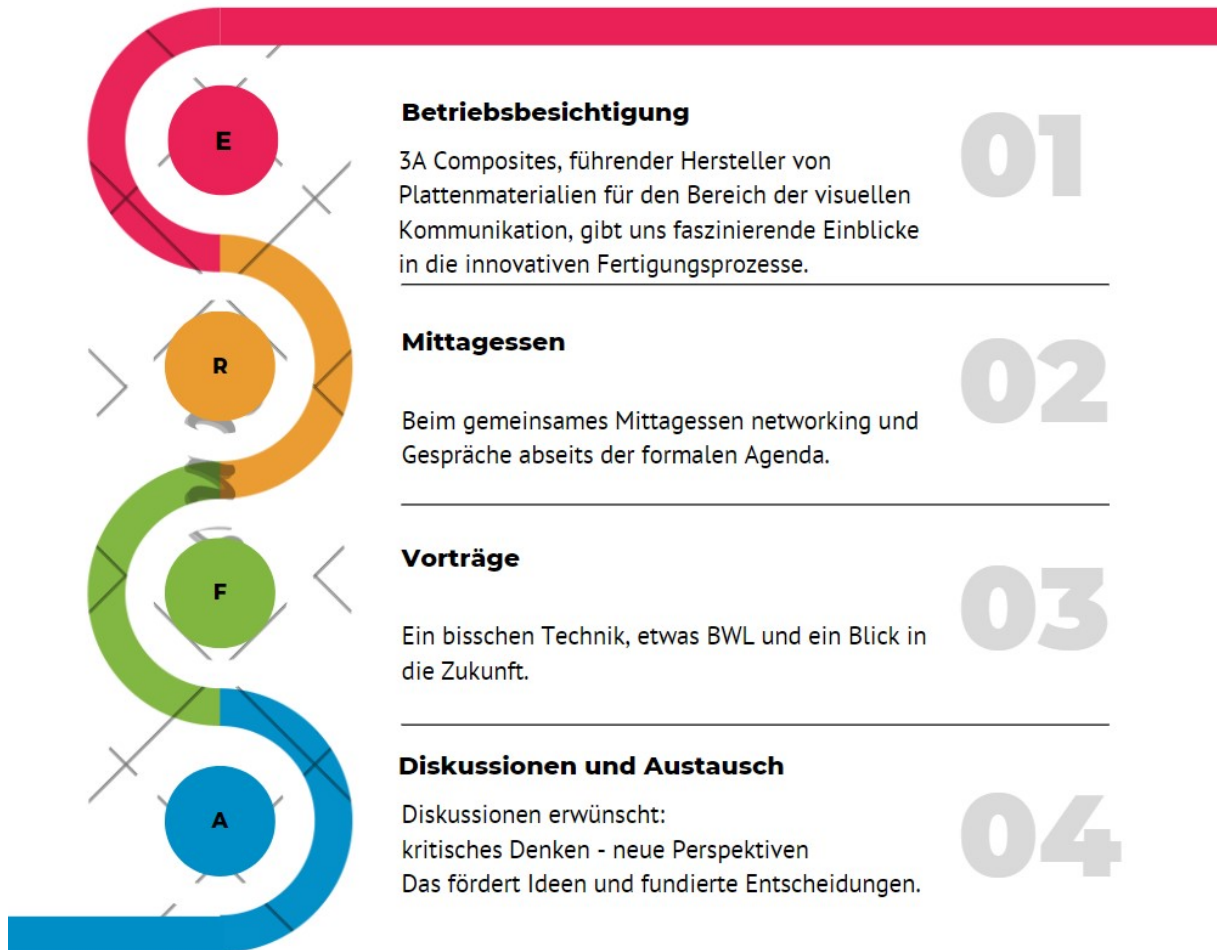 E
Betriebsbesichtigung
01
3A Composites, führender Hersteller von
Plattenmaterialien für den Bereich der visuellen
Kommunikation, gibt uns faszinierende Einblicke
in die innovativen Fertigungsprozesse.
R
Mittagessen
02
Beim gemeinsames Mittagessen networking und
Gespräche abseits der formalen Agenda.
F
Vorträge
03
Ein bisschen Technik, etwas BWL und ein Blick in
die Zukunft.
A
Diskussionen und Austausch
04
Diskussionen erwünscht:
kritisches Denken - neue Perspektiven
Das fördert Ideen und fundierte Entscheidungen.